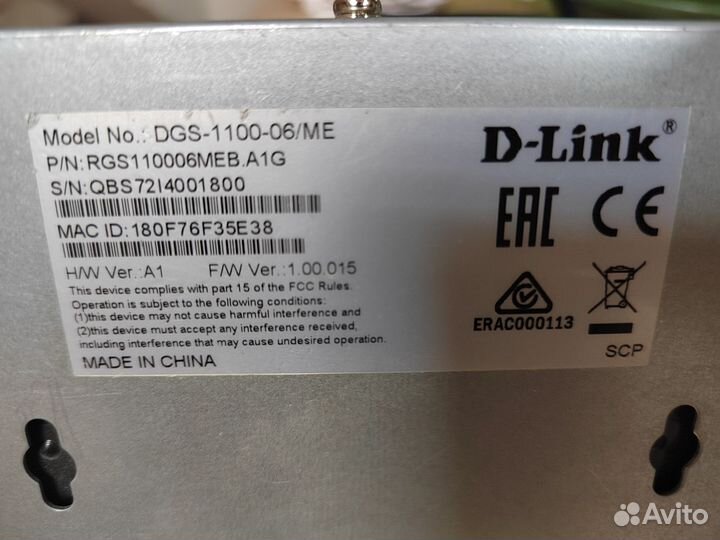 Model No.: DGS-1100-06/ME
P/N:RGS110006MEB.A1G
S/N:QBS72I4001800
MAC ID:180F76F35E38
H/W Ver.:A1 F/W Ver.:1.00.015
This device complies with part 15 of the FCC Rules.
Operation is subject to the following conditions:
(1)this device may not cause harmful interference and
(2)this device must accept any interference received,
including interference that may cause undesired operation.
MADE IN CHINA
D-Link®
EAC CE
ERAC000113
SCP
Avito